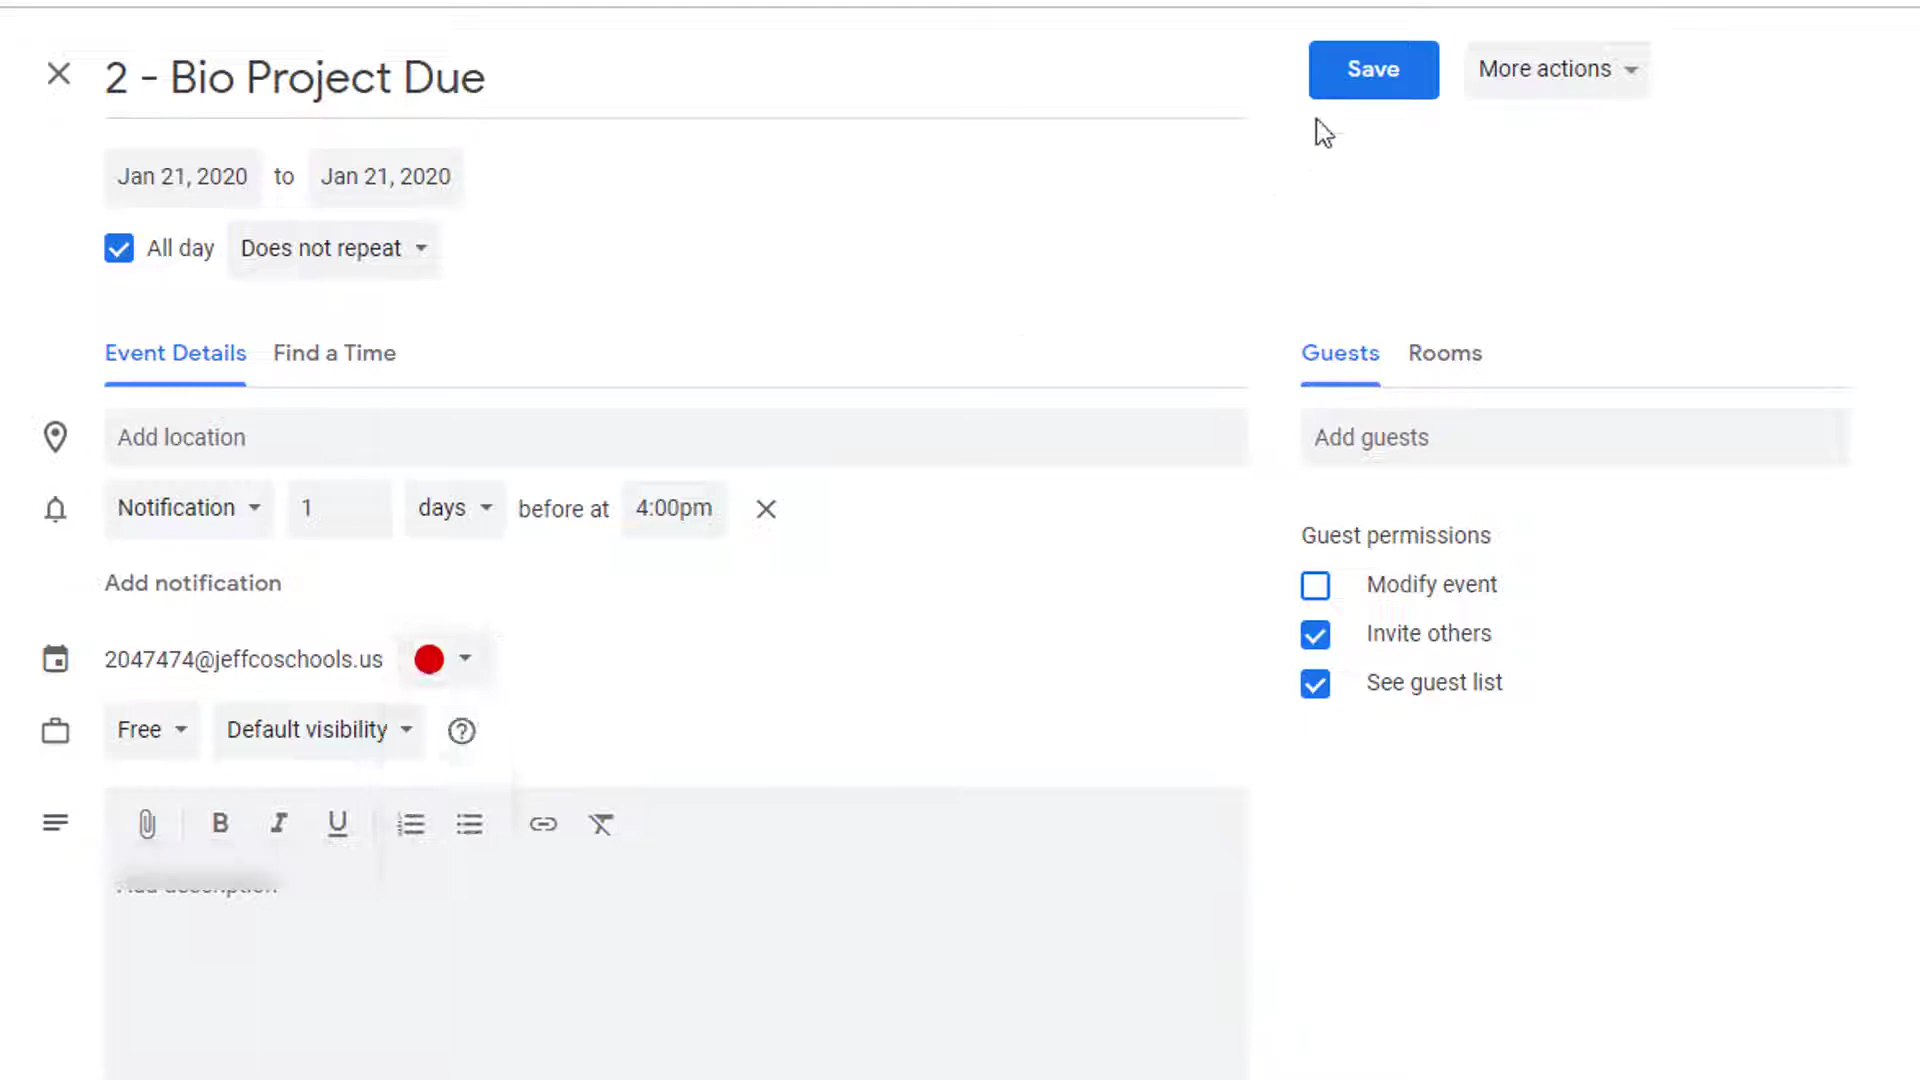 2 - Bio Project Due
Save
More actions
Jan 21, 2020 to Jan 21, 2020
All day Does not repeat
Event Details Find a Time
Guests Rooms
Add location
Add guests
Notification 1 days before at 4:00pm
Guest permissions
Add notification
Modify event
Invite others
2047474@jeffcoschools.us
See guest list
Free Default visibility
B I U
Add description